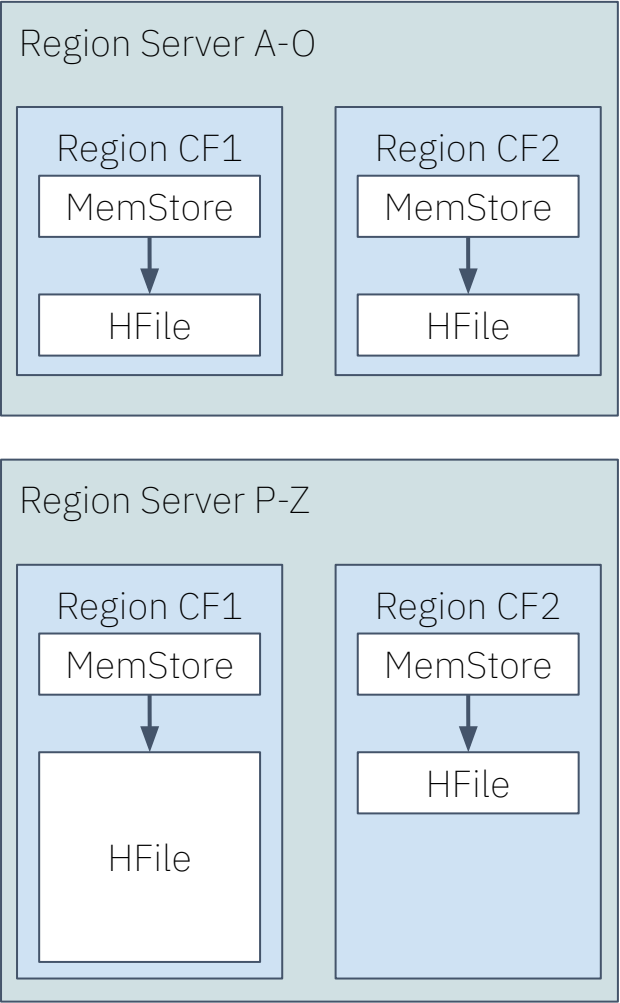 Region Server A-O
Region CF1
MemStore
HFile
Region CF2
MemStore
HFile
Region Server P-Z
Region CF1
MemStore
HFile
Region CF2
MemStore
HFile